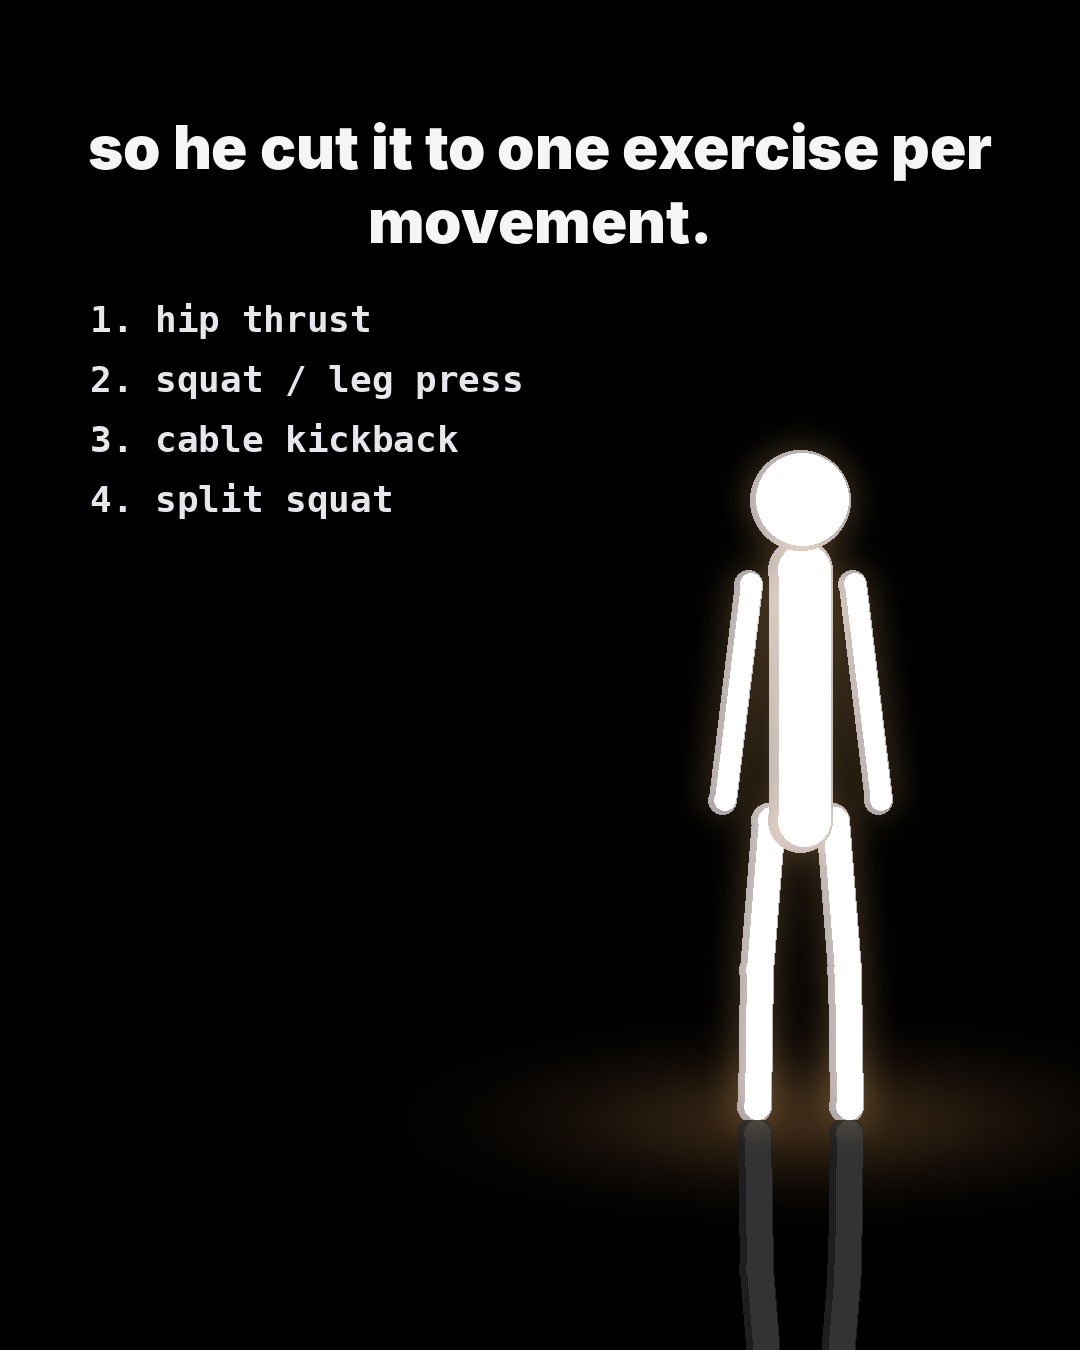 so he cut it to one exercise per
movement.
1. hip thrust
2. squat / leg press
3. cable kickback
4. split squat